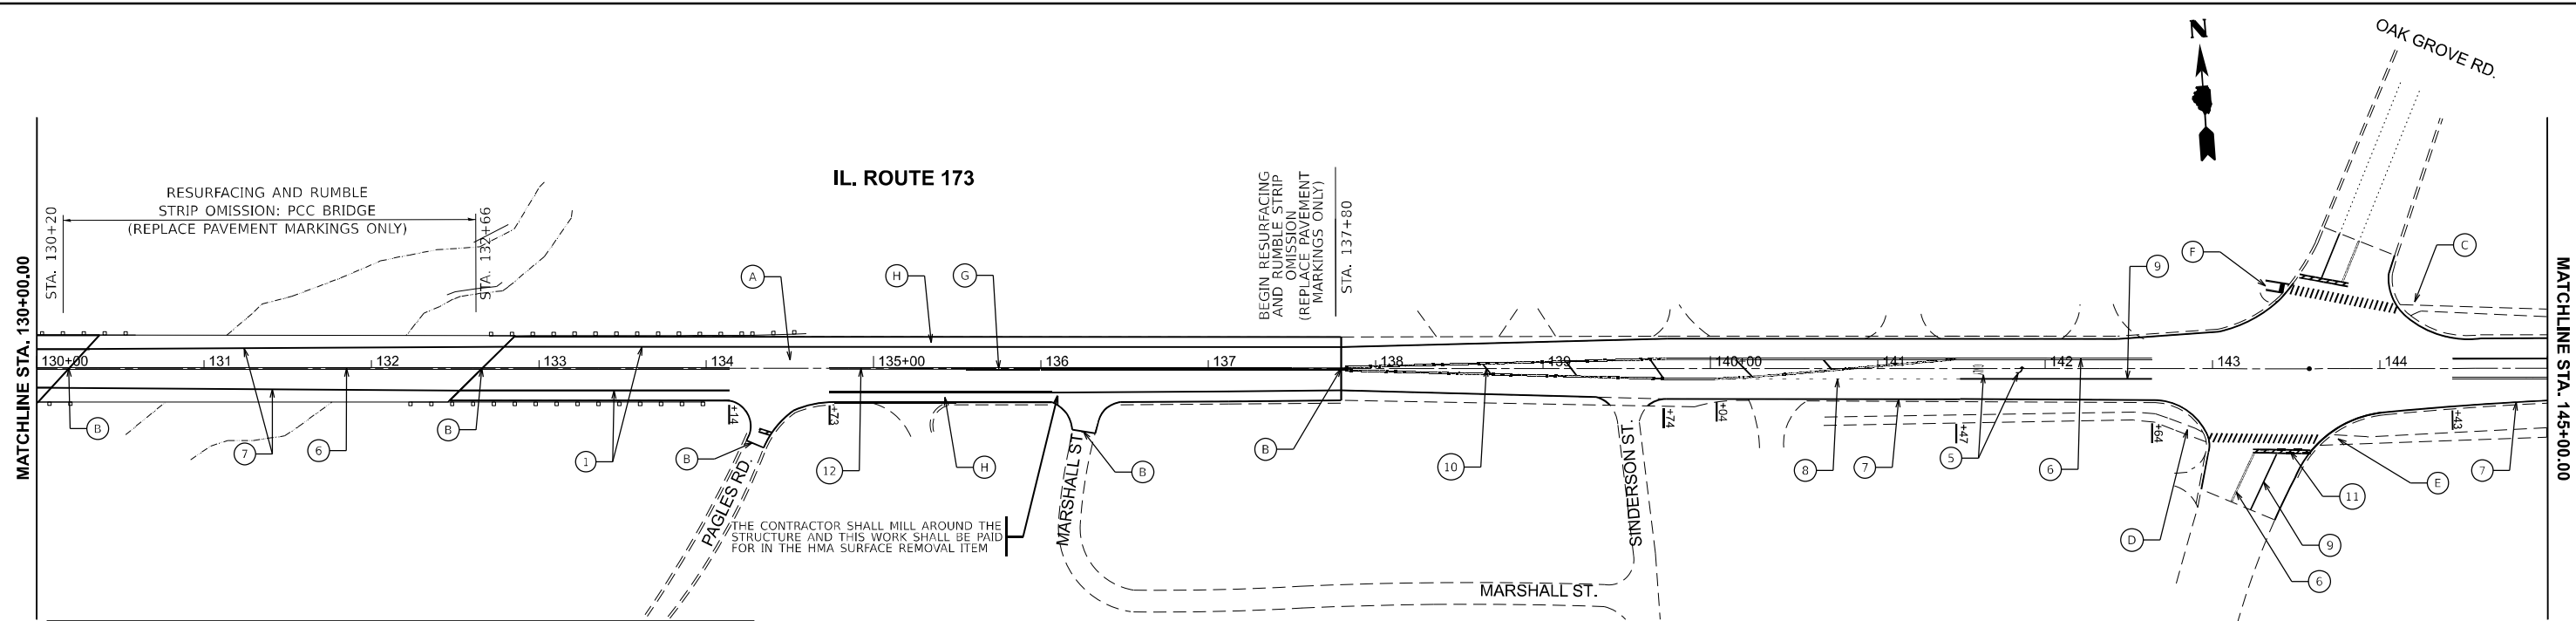 OAK GROVE RD.
N
IL. ROUTE 173
RESURFACING AND RUMBLE
STRIP OMISSION: PCC BRIDGE
(REPLACE PAVEMENT MARKINGS ONLY)
STA. 130+20
STA. 132+66
BEGIN RESURFACING
AND RUMBLE STRIP
OMISSION
(REPLACE PAVEMENT
MARKINGS ONLY)
STA. 137+80
MATCHLINE STA. 130+00.00
MATCHLINE STA. 145+00.00
A
H
G
9
F
C
130+00
131
132
133
134
135+00
136
137
138
139
140+00
141
142
143
144
+14
+73
+74
+04
+47
+64
+43
B
7
6
B
1
B
12
H
B
B
10
8
7
5
6
D
11
E
7
9
6
PAGLES RD.
MARSHALL ST
SINDERSON ST.
MARSHALL ST.
THE CONTRACTOR SHALL MILL AROUND THE
STRUCTURE AND THIS WORK SHALL BE PAID
FOR IN THE HMA SURFACE REMOVAL ITEM